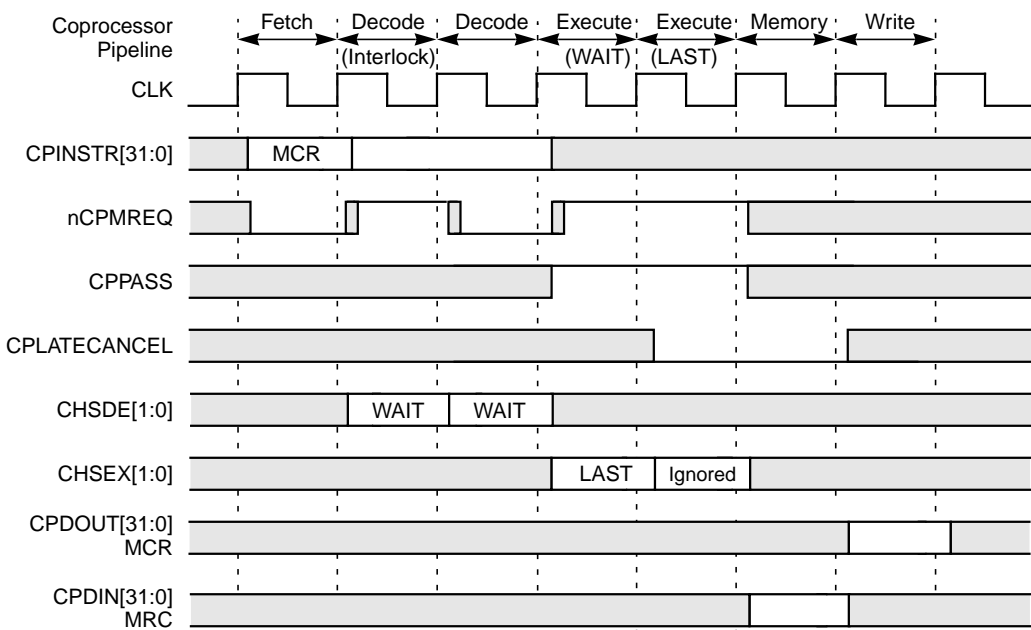 Coprocessor Pipeline
Fetch Decode Decode Execute Execute Memory Write
(Interlock) (WAIT) (LAST)
CLK
CPINSTR[31:0] MCR
nCPMREQ
CPPASS
CPLATECANCEL
CHSDE[1:0] WAIT WAIT
CHSEX[1:0] LAST Ignored
CPDOUT[31:0]
MCR
CPDIN[31:0]
MRC